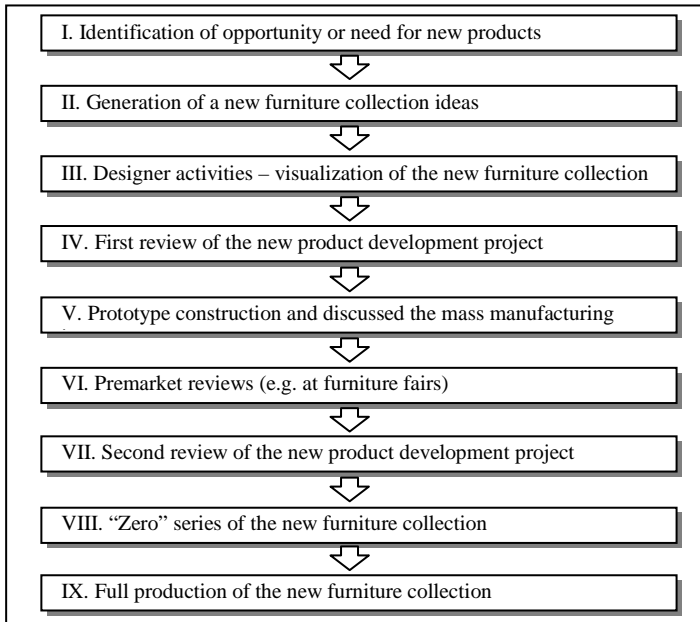 I. Identification of opportunity or need for new products
II. Generation of a new furniture collection ideas
III. Designer activities – visualization of the new furniture collection
IV. First review of the new product development project
V. Prototype construction and discussed the mass manufacturing
VI. Premarket reviews (e.g. at furniture fairs)
VII. Second review of the new product development project
VIII. “Zero” series of the new furniture collection
IX. Full production of the new furniture collection